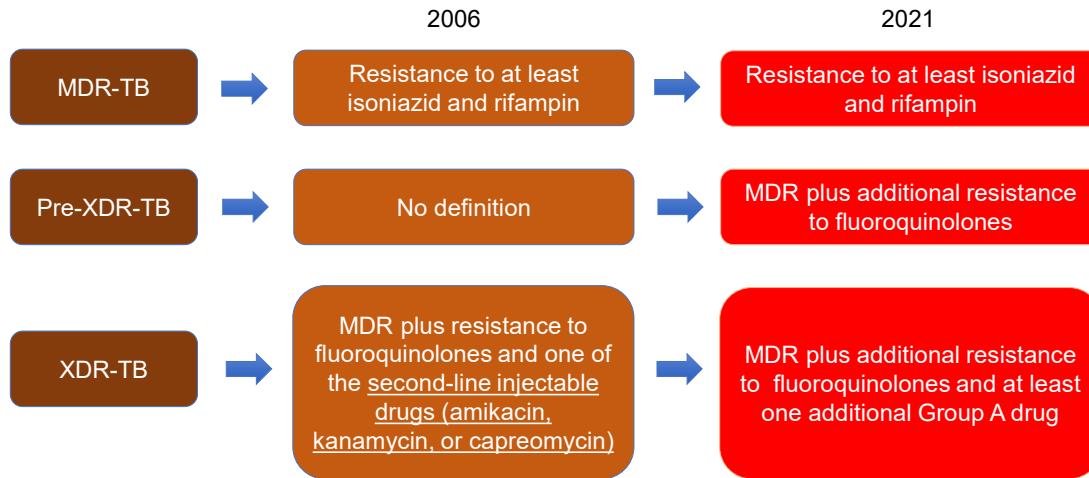 2006
2021
MDR-TB
Resistance to at least
isoniazid and rifampin
Resistance to at least isoniazid
and rifampin
Pre-XDR-TB
No definition
MDR plus additional resistance
to fluoroquinolones
XDR-TB
MDR plus resistance to
fluoroquinolones and one of
the second-line injectable
drugs (amikacin,
kanamycin, or capreomycin)
MDR plus additional resistance
to fluoroquinolones and at least
one additional Group A drug